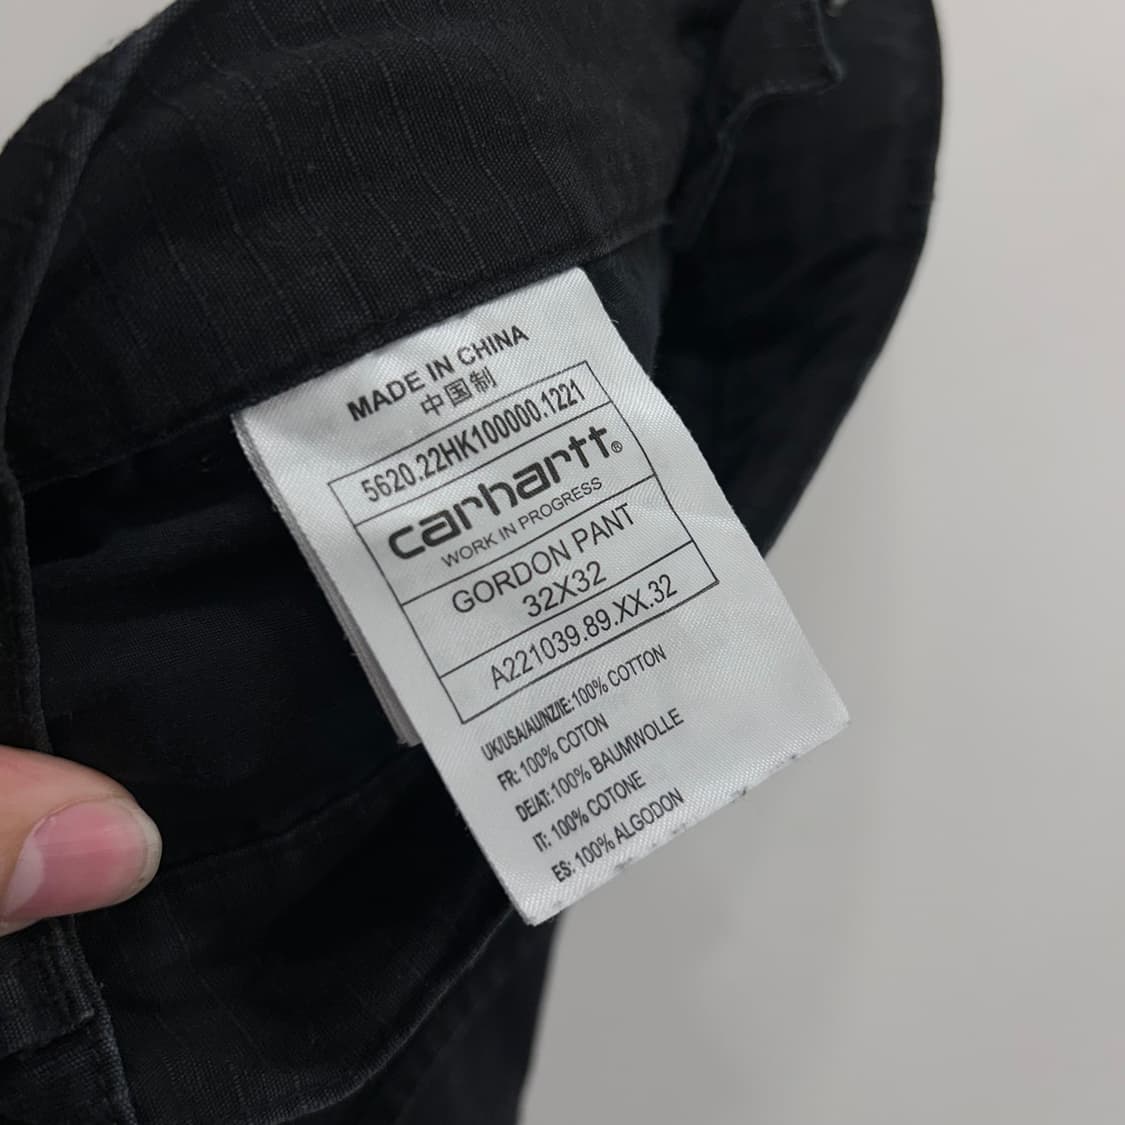 MADE IN CHINA
中国制
5620.22HK100000.1221
carhartt®
WORK IN PROGRESS
GORDON PANT
32X32
A221039.89.XX.32
UK/USA/AU/NZ/IE:100% COTTON
FR: 100% COTON
DE/AT: 100% BAUMWOLLE
IT: 100% COTONE
ES: 100% ALGODON